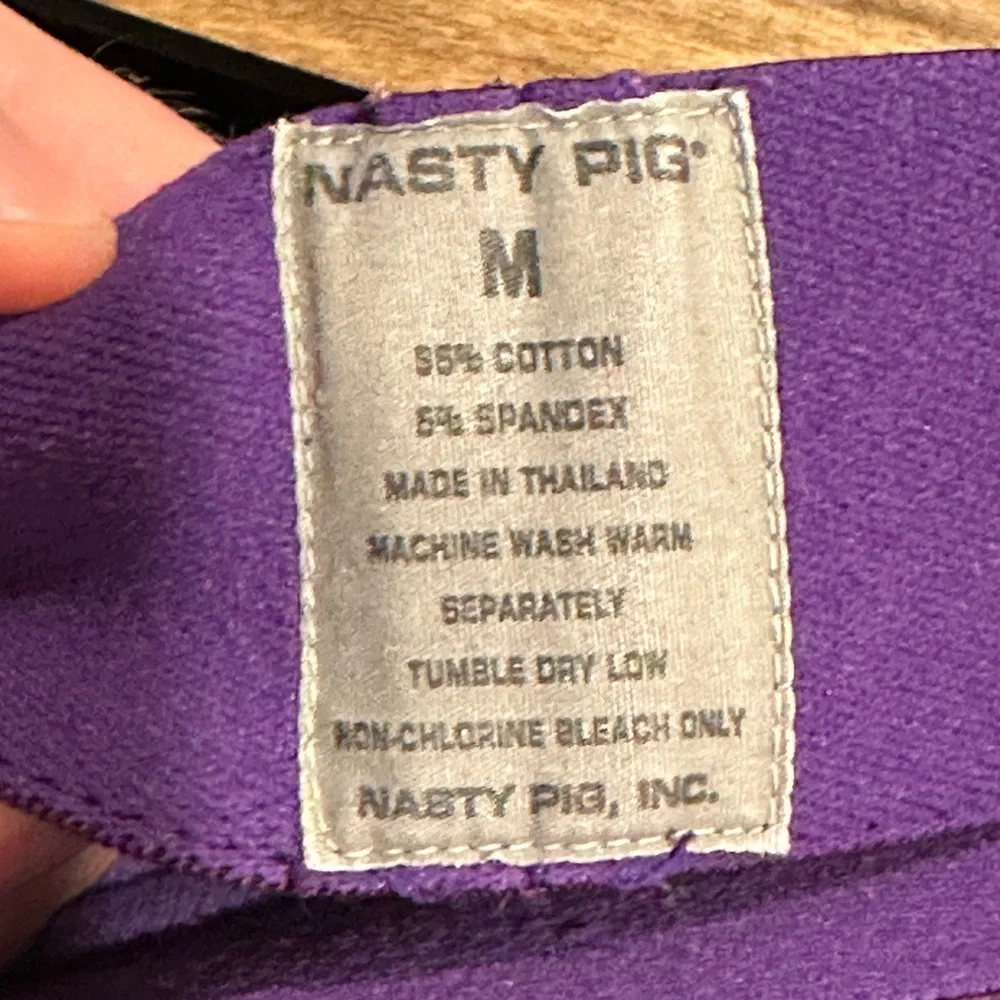 NASTY PIG®
M
95% COTTON
5% SPANDEX
MADE IN THAILAND
MACHINE WASH WARM
SEPARATELY
TUMBLE DRY LOW
NON-CHLORINE BLEACH ONLY
NASTY PIG, INC.